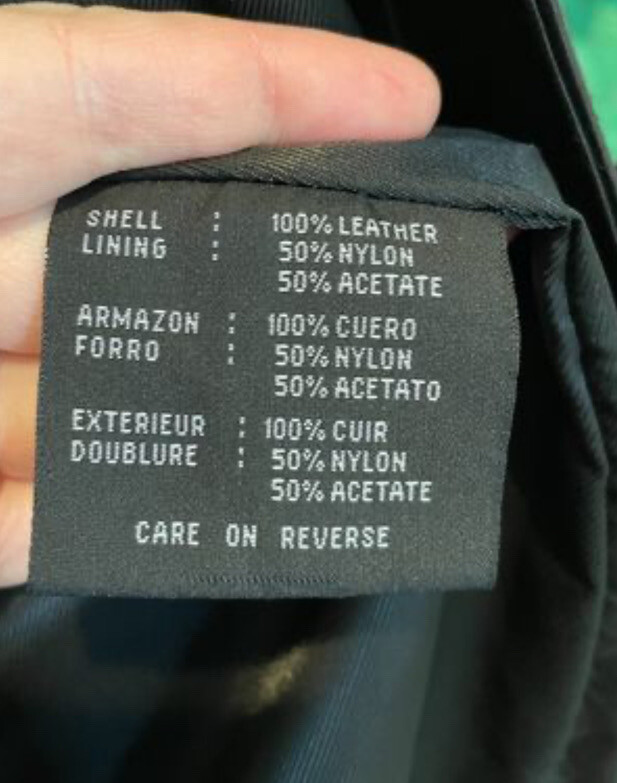 SHELL : 100% LEATHER
LINING : 50% NYLON
50% ACETATE
ARMAZON : 100% CUERO
FORRO : 50% NYLON
50% ACETATO
EXTERIEUR : 100% CUIR
DOUBLURE : 50% NYLON
50% ACETATE
CARE ON REVERSE